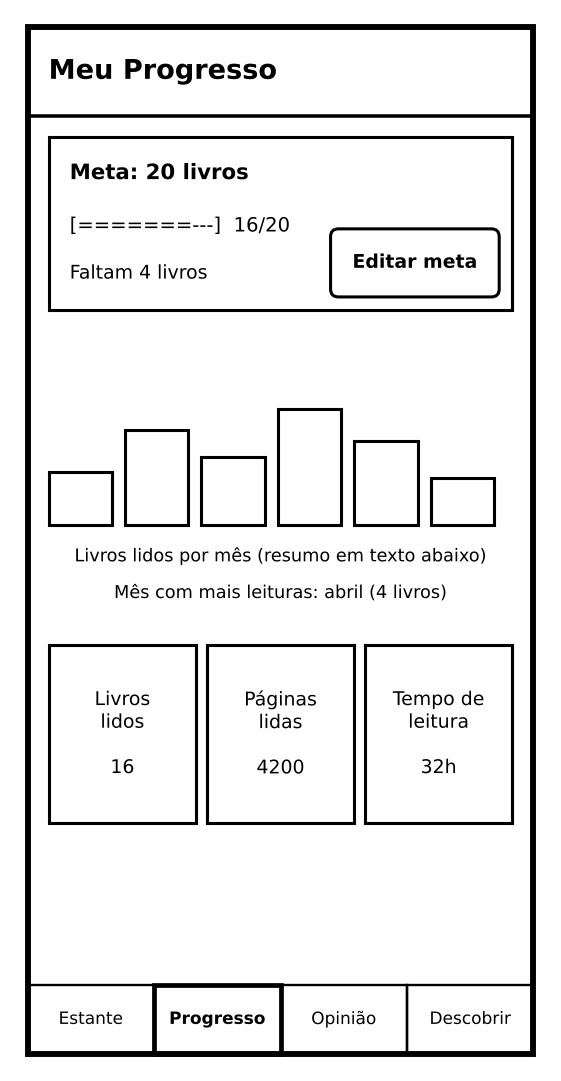 Meu Progresso
Meta: 20 livros
[=======---]  16/20
Faltam 4 livros
Editar meta
Livros lidos por mês (resumo em texto abaixo)
Mês com mais leituras: abril (4 livros)
Livros
lidos
16
Páginas
lidas
4200
Tempo de
leitura
32h
Estante
Progresso
Opinião
Descobrir